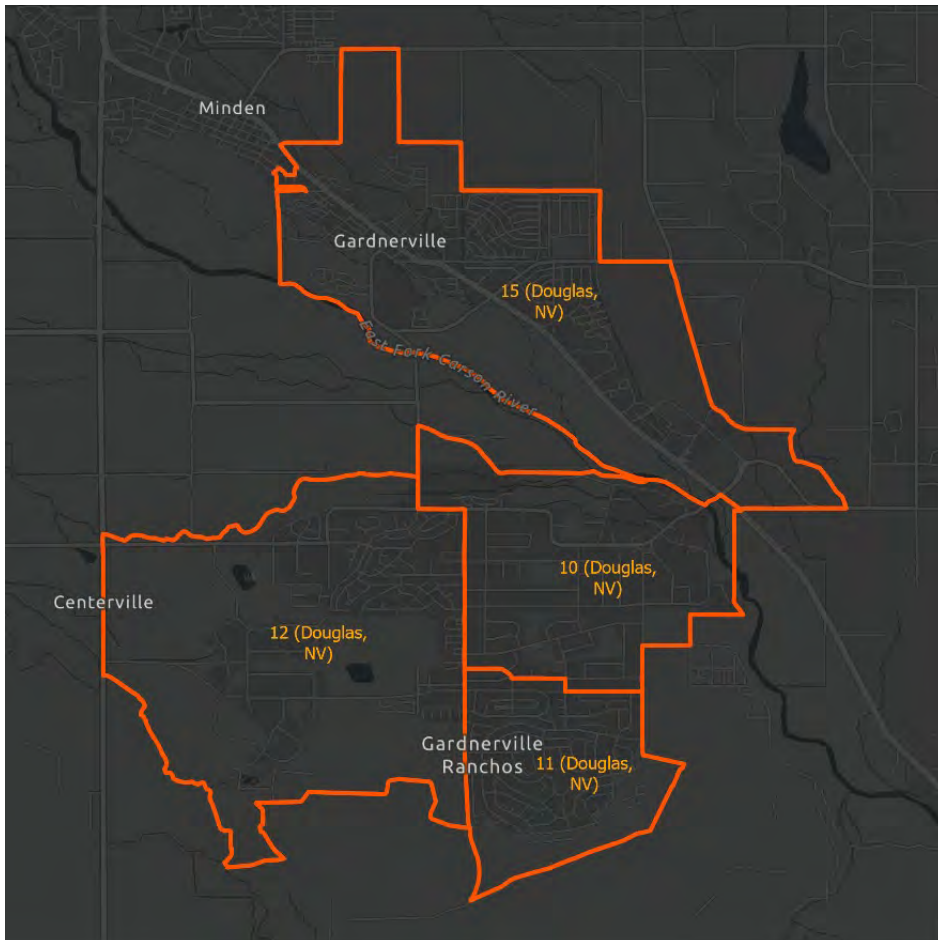 Minden
Gardnerville
15 (Douglas,
NV)
East Fork Carson River
10 (Douglas,
NV)
Centerville
12 (Douglas,
NV)
Gardnerville
Ranchos
11 (Douglas,
NV)